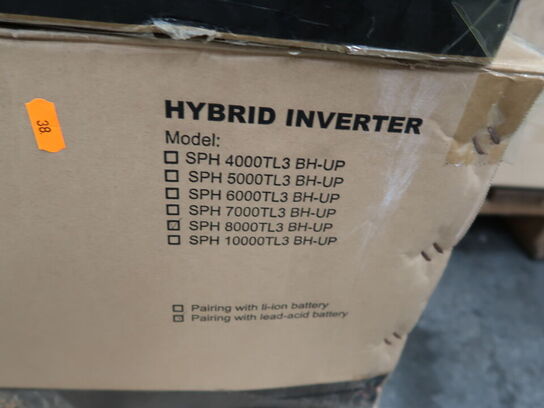 38
HYBRID INVERTER
Model:
☐ SPH 4000TL3 BH-UP
☐ SPH 5000TL3 BH-UP
☐ SPH 6000TL3 BH-UP
☐ SPH 7000TL3 BH-UP
☑ SPH 8000TL3 BH-UP
☐ SPH 10000TL3 BH-UP
☐ Pairing with li-ion battery
☑ Pairing with lead-acid battery